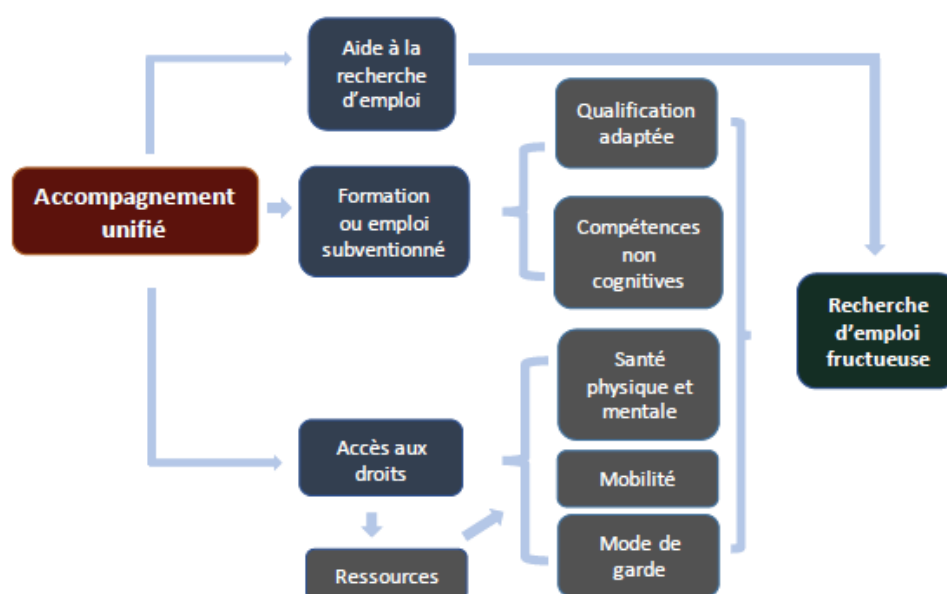 Aide à la
recherche
d'emploi
Qualification
adaptée
Accompagnement
unifié
Formation
ou emploi
subventionné
Compétences
non
cognitives
Recherche
d'emploi
fructueuse
Santé
physique et
mentale
Accès aux
droits
Mobilité
Mode de
garde
Ressources